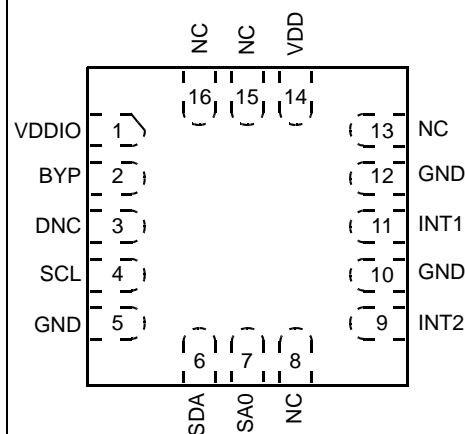 NC
NC
VDD
16
15
14
VDDIO
1
13
NC
BYP
2
12
GND
DNC
3
11
INT1
SCL
4
10
GND
GND
5
9
INT2
6
7
8
SDA
SA0
NC